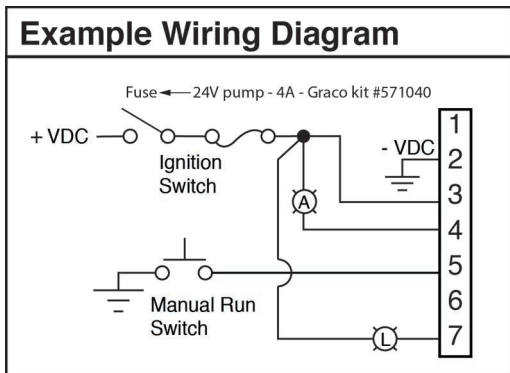 Example Wiring Diagram
Fuse 24V pump - 4A - Graco kit #571040
+ VDC
Ignition
Switch
- VDC
A
Manual Run
Switch
L
1
2
3
4
5
6
7